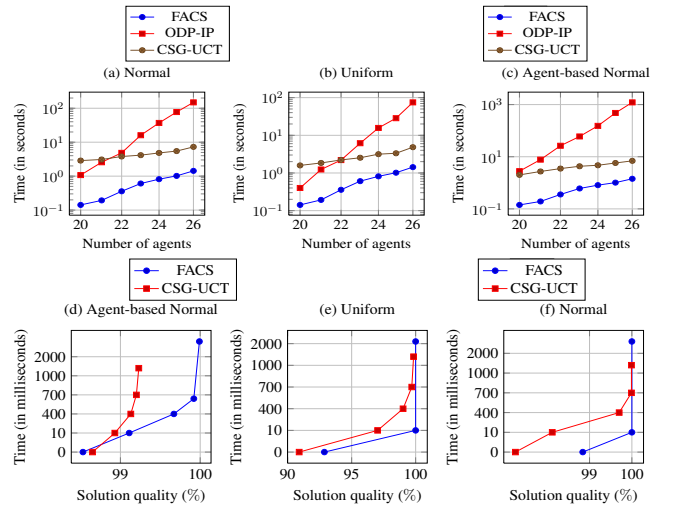 FACS
ODP-IP
CSG-UCT
FACS
ODP-IP
CSG-UCT
(a) Normal
(b) Uniform
(c) Agent-based Normal
Time (in seconds)
10^2
10^1
10^0
10^−1
20 22 24 26
Number of agents
Time (in seconds)
10^2
10^1
10^0
10^−1
20 22 24 26
Number of agents
Time (in seconds)
10^3
10^1
10^−1
20 22 24 26
Number of agents
FACS
CSG-UCT
FACS
CSG-UCT
(d) Agent-based Normal
(e) Uniform
(f) Normal
Time (in milliseconds)
2000
1000
700
400
10
0
99 100
Solution quality (%)
Time (in milliseconds)
2000
1000
700
400
10
0
90 95 100
Solution quality (%)
Time (in milliseconds)
2000
1000
700
400
10
0
99 100
Solution quality (%)